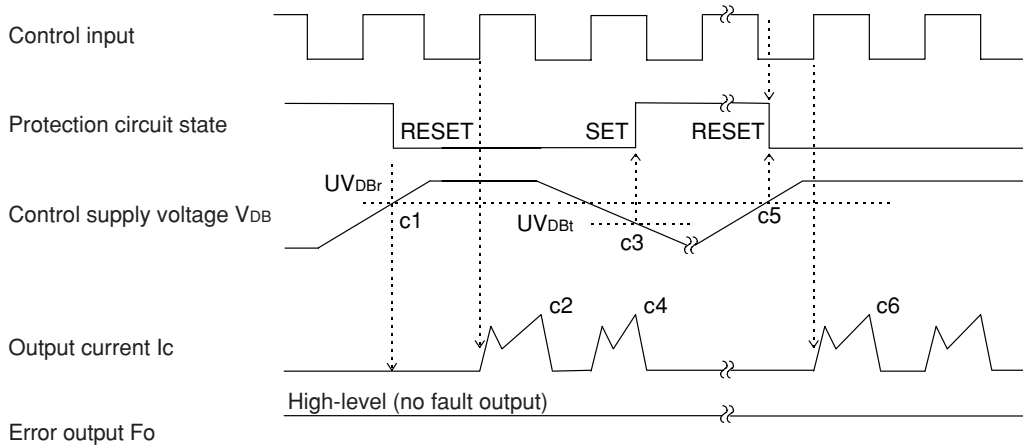 Control input
Protection circuit state
RESET
SET
RESET
UVDBr
Control supply voltage VDB
c1
UVDBt
c3
c5
c2
c4
c6
Output current Ic
High-level (no fault output)
Error output Fo